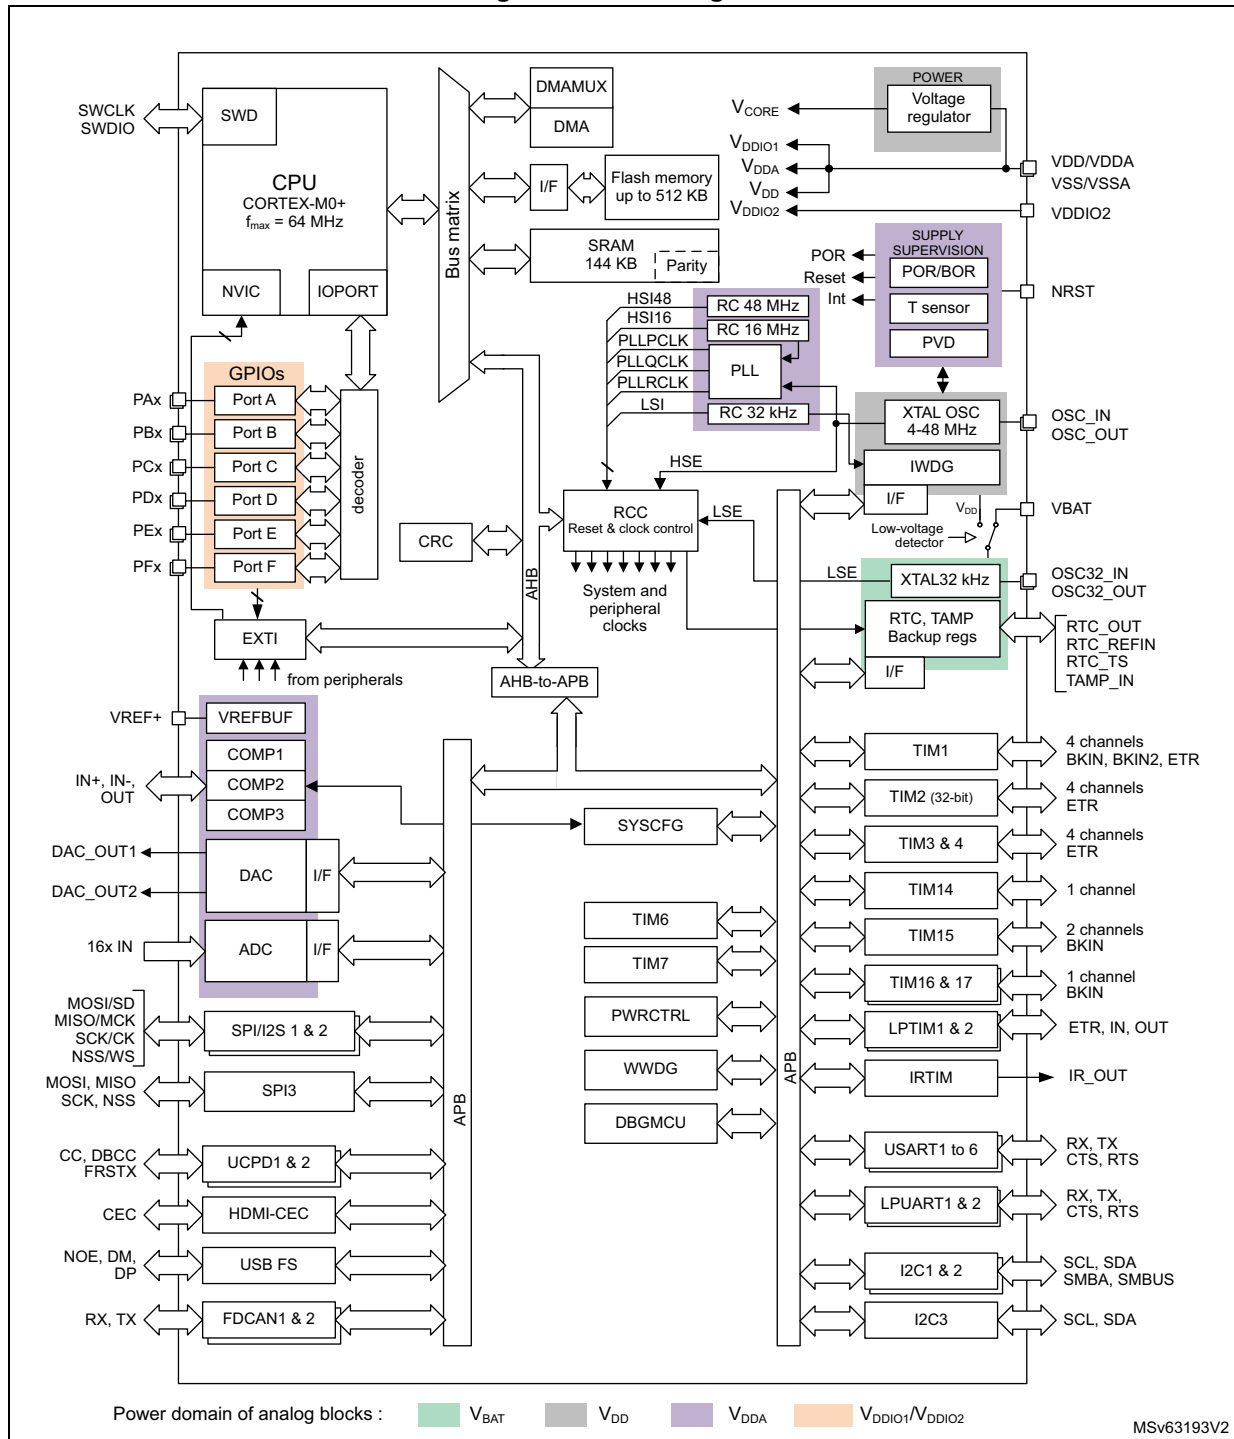 SWCLK
SWDIO
SWD
CPU
CORTEX-M0+
fmax = 64 MHz
NVIC
IOPORT
Bus matrix
DMAMUX
DMA
I/F
Flash memory
up to 512 KB
SRAM
144 KB
Parity
POWER
Voltage
regulator
VCORE
VDDIO1
VDDA
VDD
VDDIO2
VDD/VDDA
VSS/VSSA
VDDIO2
SUPPLY
SUPERVISION
POR/BOR
T sensor
PVD
POR
Reset
Int
NRST
HSI48
HSI16
PLLPCLK
PLLQCLK
PLLRCLK
LSI
RC 48 MHz
RC 16 MHz
PLL
RC 32 kHz
GPIOs
PAx
Port A
PBx
Port B
PCx
Port C
PDx
Port D
PEx
Port E
PFx
Port F
decoder
XTAL OSC
4-48 MHz
IWDG
I/F
OSC_IN
OSC_OUT
HSE
RCC
Reset & clock control
LSE
System and
peripheral
clocks
VDD
VBAT
Low-voltage
detector
CRC
AHB
LSE
XTAL32 kHz
OSC32_IN
OSC32_OUT
RTC, TAMP
Backup regs
I/F
RTC_OUT
RTC_REFIN
RTC_TS
TAMP_IN
EXTI
from peripherals
AHB-to-APB
VREF+
VREFBUF
COMP1
COMP2
COMP3
IN+, IN-,
OUT
DAC_OUT1
DAC_OUT2
DAC
I/F
16x IN
ADC
I/F
MOSI/SD
MISO/MCK
SCK/CK
NSS/WS
SPI/I2S 1 & 2
MOSI, MISO
SCK, NSS
SPI3
CC, DBCC
FRSTX
UCPD1 & 2
CEC
HDMI-CEC
NOE, DM,
DP
USB FS
RX, TX
FDCAN1 & 2
APB
SYSCFG
TIM6
TIM7
PWRCTRL
WWDG
DBGMCU
APB
TIM1
4 channels
BKIN, BKIN2, ETR
TIM2 (32-bit)
4 channels
ETR
TIM3 & 4
4 channels
ETR
TIM14
1 channel
TIM15
2 channels
BKIN
TIM16 & 17
1 channel
BKIN
LPTIM1 & 2
ETR, IN, OUT
IRTIM
IR_OUT
USART1 to 6
RX, TX
CTS, RTS
LPUART1 & 2
RX, TX,
CTS, RTS
I2C1 & 2
SCL, SDA
SMBA, SMBUS
I2C3
SCL, SDA
Power domain of analog blocks :
VBAT
VDD
VDDA
VDDIO1/VDDIO2
MSv63193V2